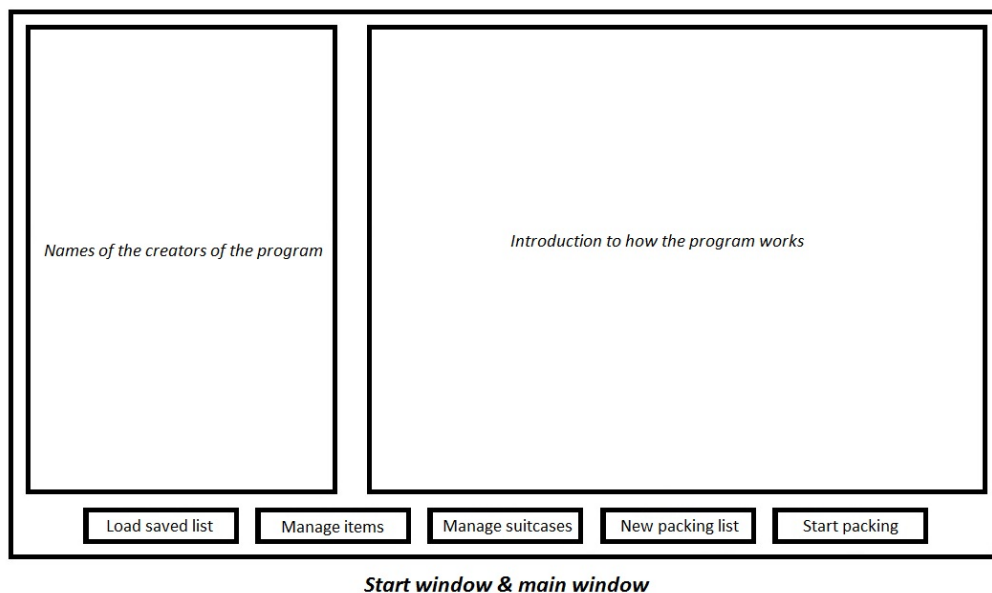 Names of the creators of the program
Introduction to how the program works
Load saved list
Manage items
Manage suitcases
New packing list
Start packing
Start window & main window